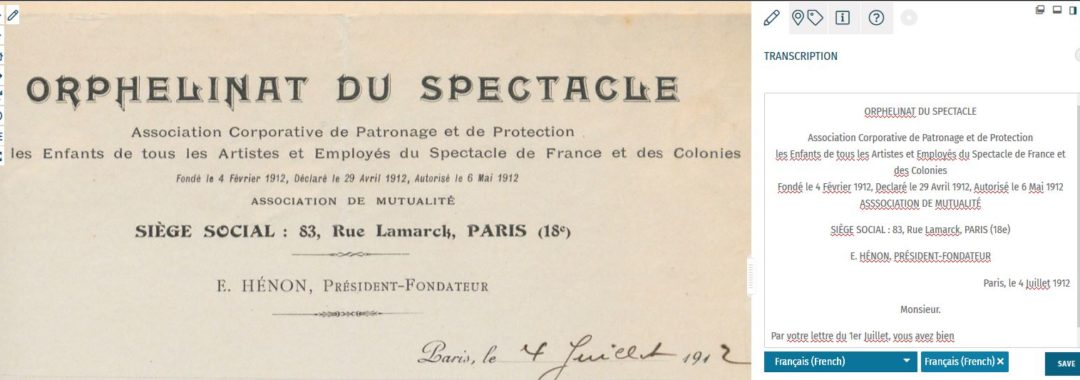 ORPHELINAT DU SPECTACLE
Association Corporative de Patronage et de Protection
les Enfants de tous les Artistes et Employés du Spectacle de France et des Colonies
Fondé le 4 Février 1912, Déclaré le 29 Avril 1912, Autorisé le 6 Mai 1912
ASSOCIATION DE MUTUALITÉ
SIÈGE SOCIAL : 83, Rue Lamarck, PARIS (18e)
E. HÉNON, PRÉSIDENT-FONDATEUR
Paris, le 4 Juillet 1912
TRANSCRIPTION
ORPHELINAT DU SPECTACLE
Association Corporative de Patronage et de Protection
les Enfants de tous les Artistes et Employés du Spectacle de France et
des Colonies
Fondé le 4 Février 1912, Declaré le 29 Avril 1912, Autorisé le 6 Mai 1912
ASSSOCIATION DE MUTUALITÉ
SIÈGE SOCIAL : 83, Rue Lamarck, PARIS (18e)
E. HÉNON, PRÉSIDENT-FONDATEUR
Paris, le 4 Juillet 1912
Monsieur.
Par votre lettre du 1er Juillet, vous avez bien
Français (French)
Français (French) ×
SAVE